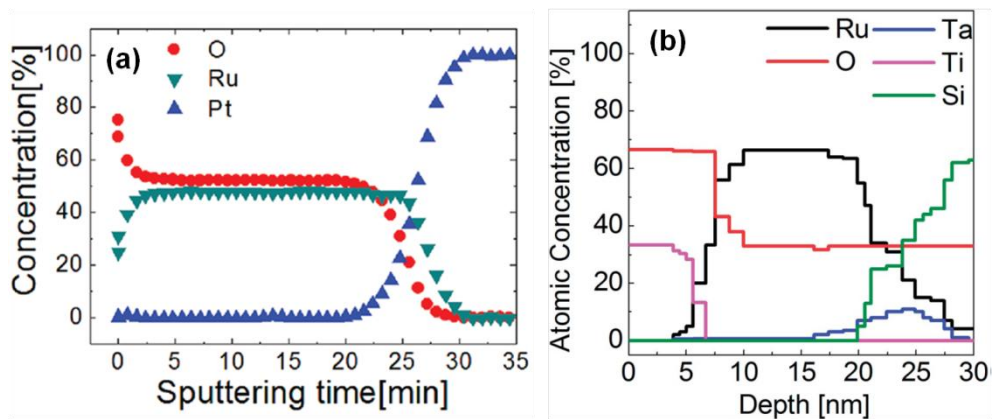 (a)
O
Ru
Pt
Concentration[%]
100
80
60
40
20
0
0 5 10 15 20 25 30 35
Sputtering time[min]
(b)
Ru Ta
O Ti
Si
Atomic Concentration [%]
100
80
60
40
20
0
0 5 10 15 20 25 30
Depth [nm]